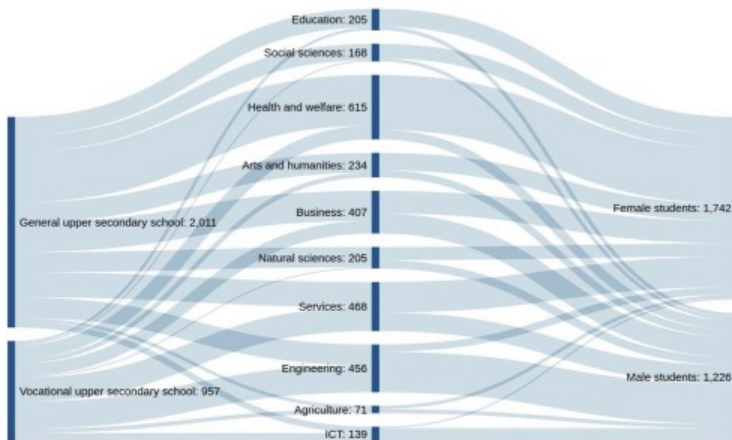 Education: 205
Social sciences: 168
Health and welfare: 615
Arts and humanities: 234
Female students: 1,742
Business: 407
General upper secondary school: 2,011
Natural sciences: 205
Services: 468
Engineering: 456
Male students: 1,226
Vocational upper secondary school: 957
Agriculture: 71
ICT: 139